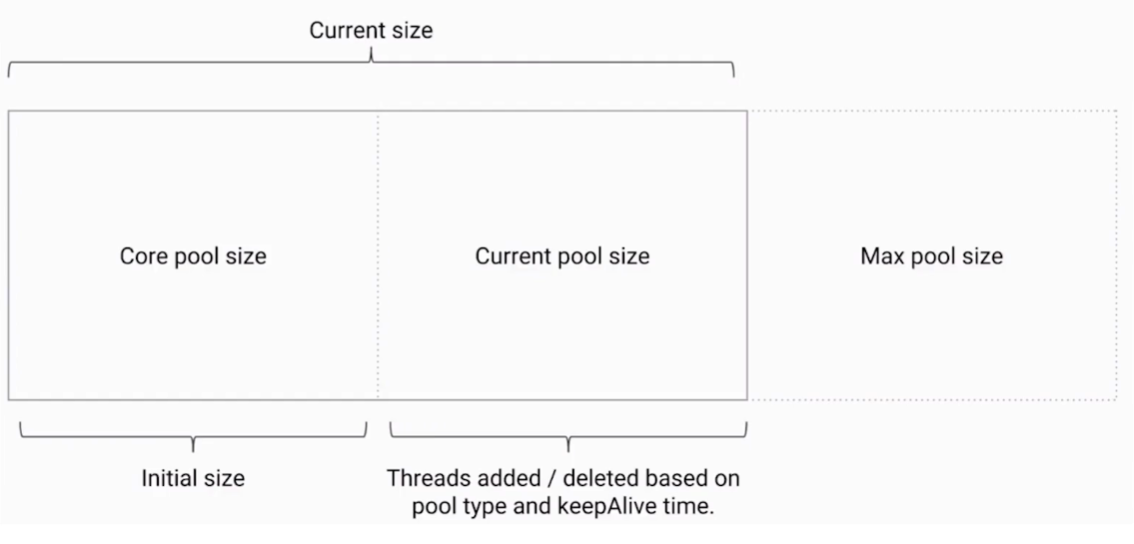 Current size
Core pool size
Current pool size
Max pool size
Initial size
Threads added / deleted based on
pool type and keepAlive time.